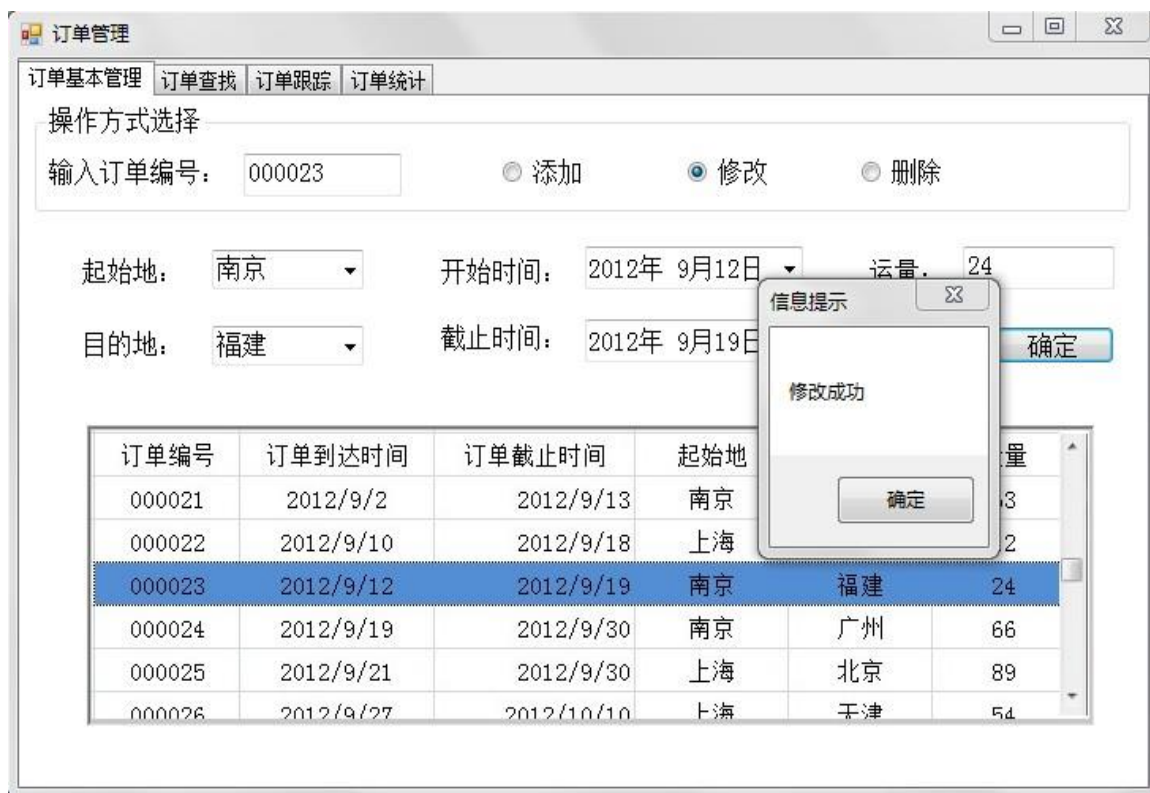 订单管理
订单基本管理 订单查找 订单跟踪 订单统计
操作方式选择
输入订单编号： 000023 添加 修改 删除
起始地： 南京 开始时间： 2012年 9月12日 运量： 24
信息提示
目的地： 福建 截止时间： 2012年 9月19日 确定
修改成功
确定
订单编号 订单到达时间 订单截止时间 起始地 量
000021 2012/9/2 2012/9/13 南京
000022 2012/9/10 2012/9/18 上海 2
000023 2012/9/12 2012/9/19 南京 福建 24
000024 2012/9/19 2012/9/30 南京 广州 66
000025 2012/9/21 2012/9/30 上海 北京 89
000026 2012/9/27 2012/10/10 上海 天津 54